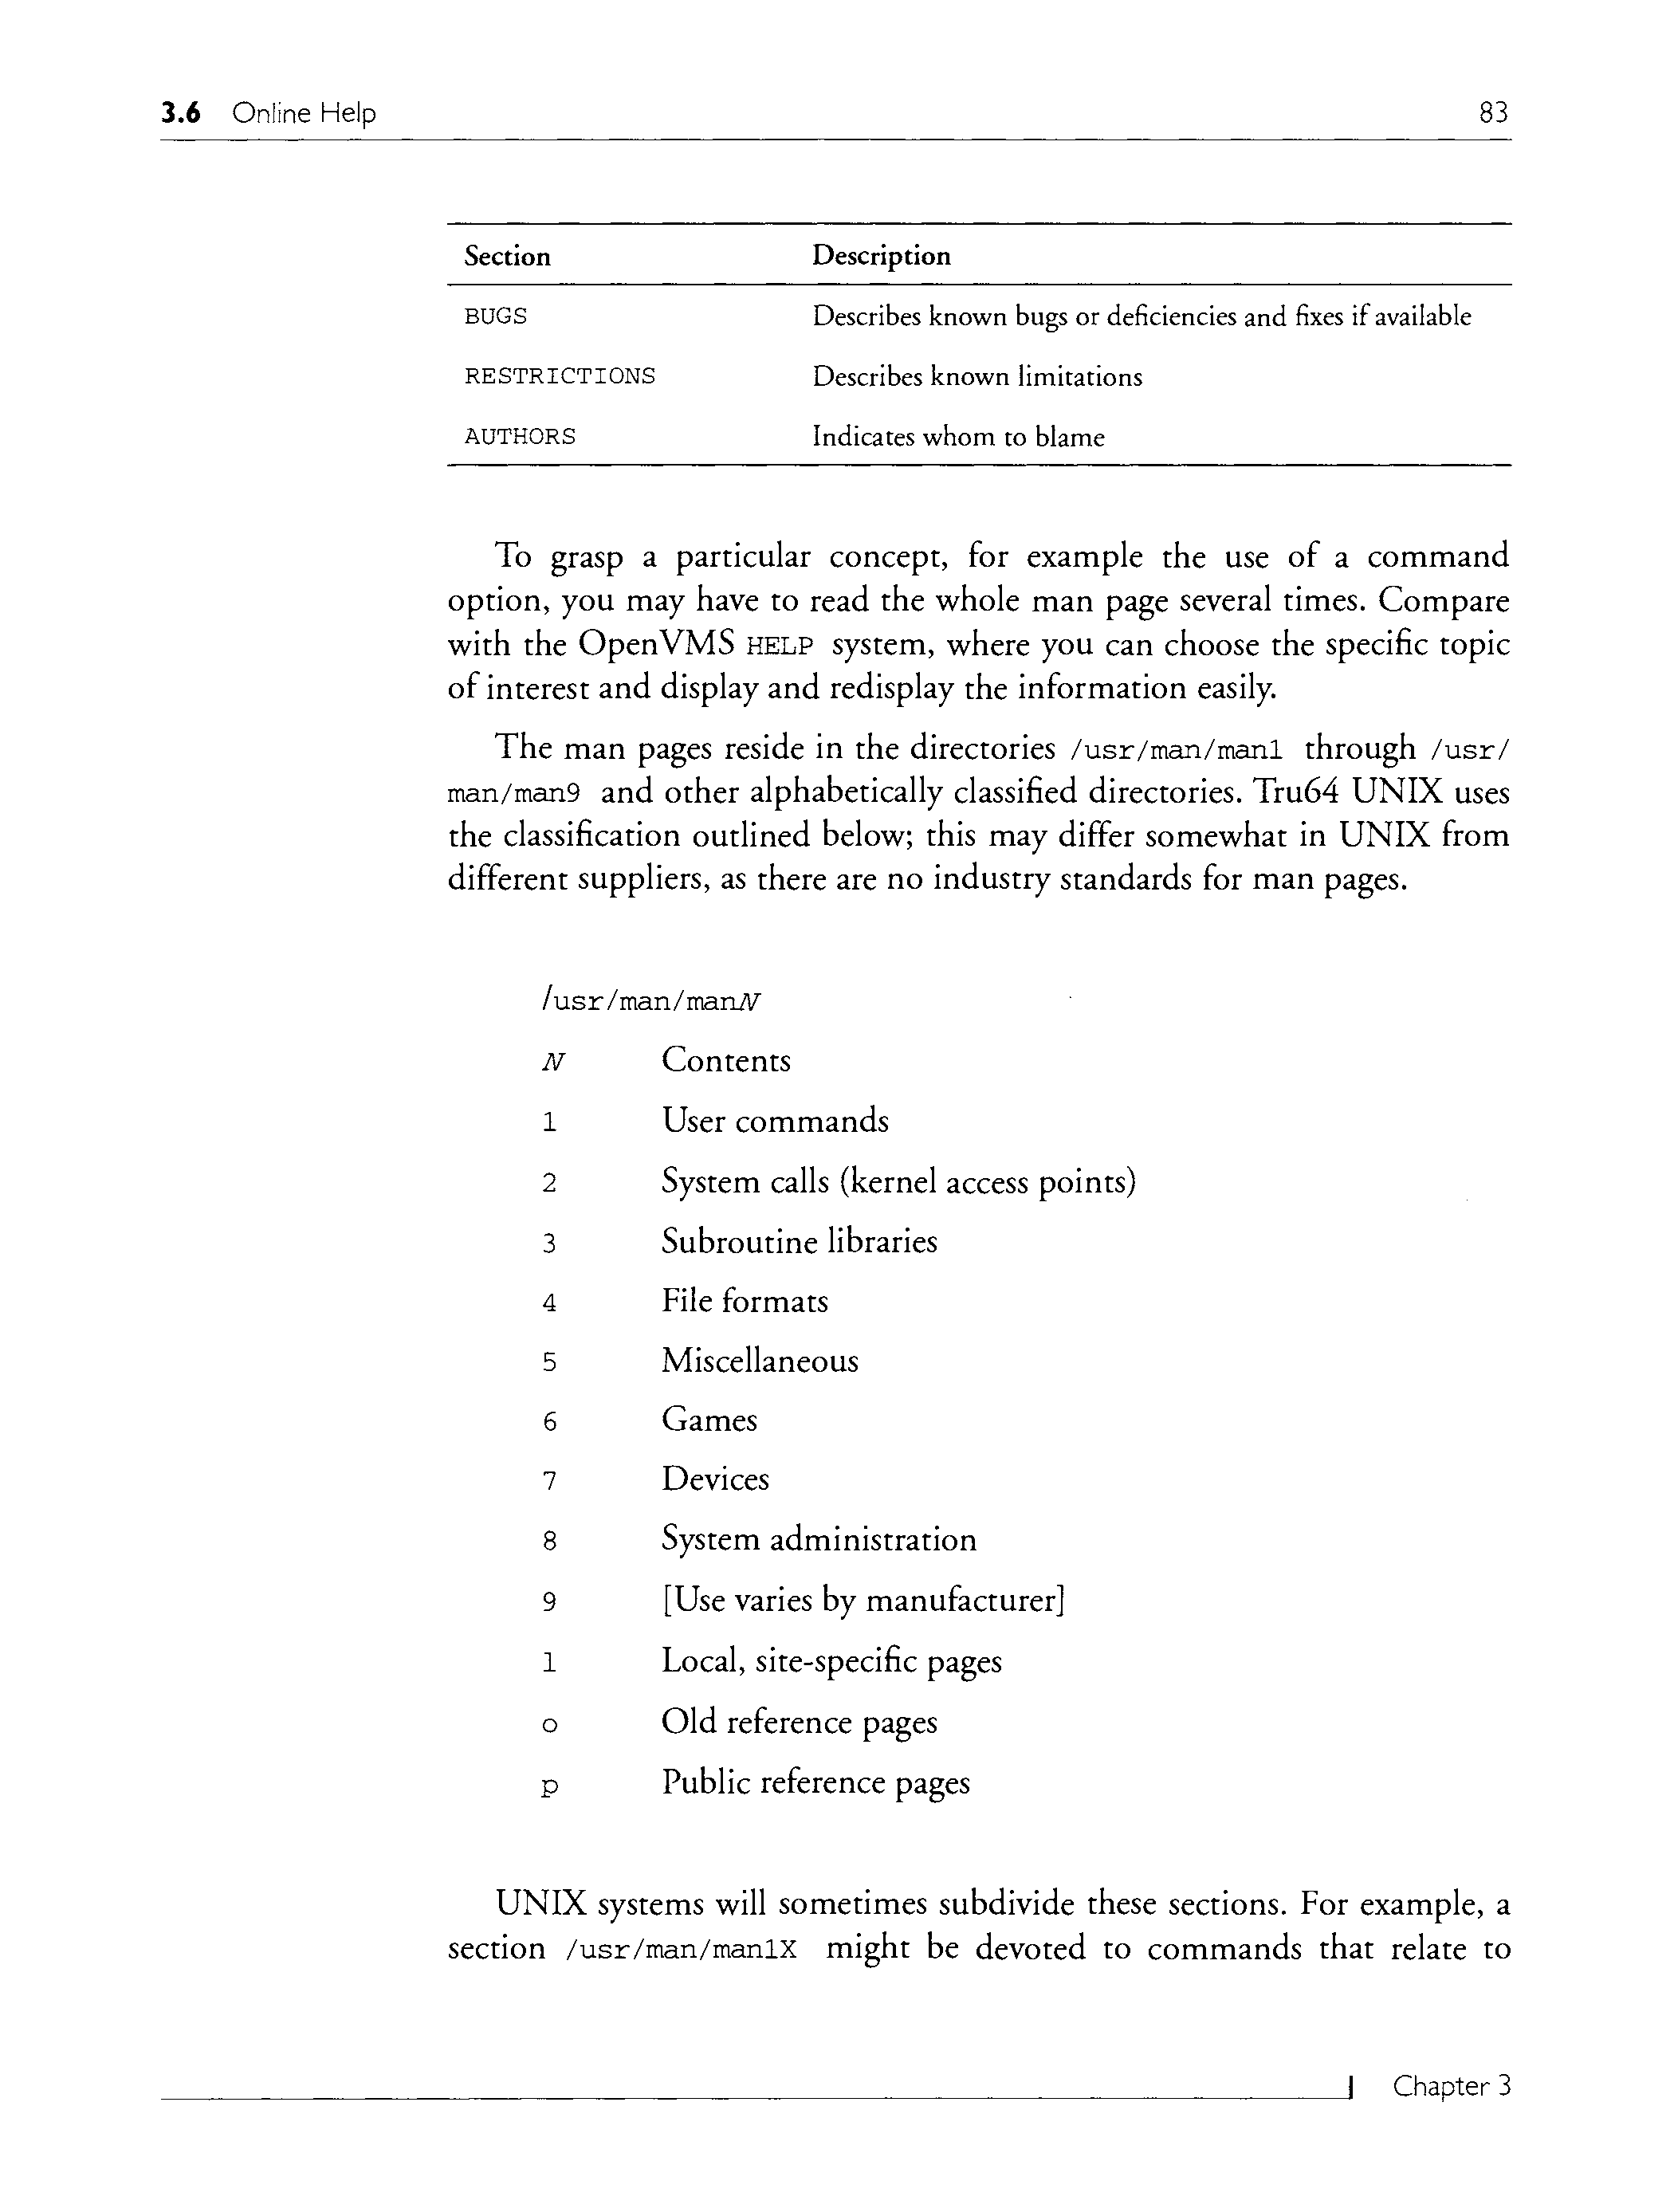 3.6 Online Help 83
Section Description
BUGS Describes known bugs or deficiencies and fixes if available
RESTRICTIONS Describes known limitations
AUTHORS Indicates whom to blame
To grasp a particular concept, for example the use of a command
option, you may have to read the whole man page several times. Compare
with the OpenVMS HELP system, where you can choose the specific topic
of interest and display and redisplay the information easily.
The man pages reside in the directories /usr/man/man1 through /usr/
man/man9 and other alphabetically classified directories. Tru64 UNIX uses
the classification outlined below; this may differ somewhat in UNIX from
different suppliers, as there are no industry standards for man pages.
/usr/man/manN
N Contents
1 User commands
2 System calls (kernel access points)
3 Subroutine libraries
4 File formats
5 Miscellaneous
6 Games
7 Devices
8 System administration
9 [Use varies by manufacturer]
l Local, site-specific pages
o Old reference pages
p Public reference pages
UNIX systems will sometimes subdivide these sections. For example, a
section /usr/man/man1X might be devoted to commands that relate to
Chapter 3